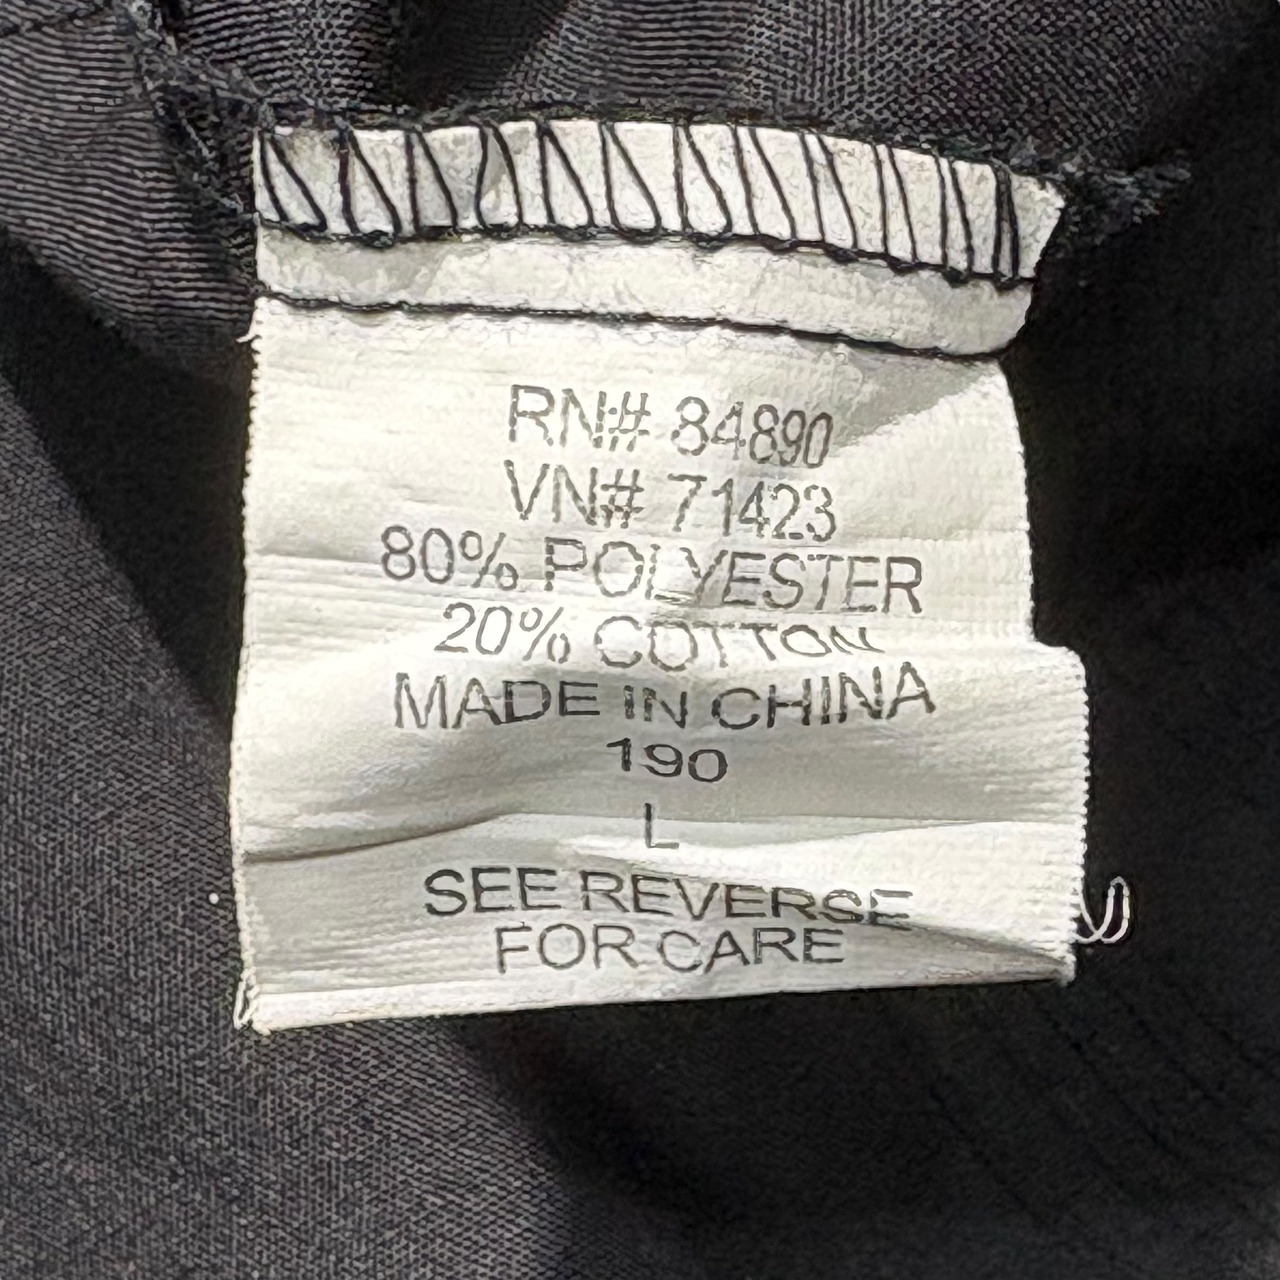 RN# 84890
VN# 71423
80% POLYESTER
20% COTTON
MADE IN CHINA
190
L
SEE REVERSE
FOR CARE